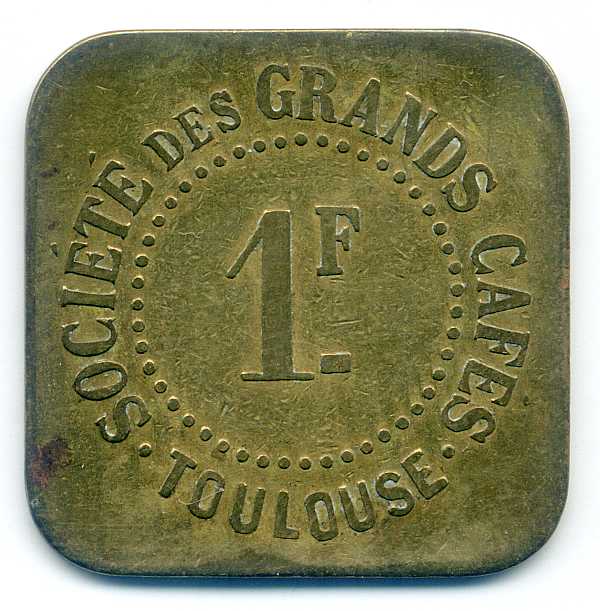 SOCIETE DES GRANDS CAFES
1F.
· TOULOUSE ·